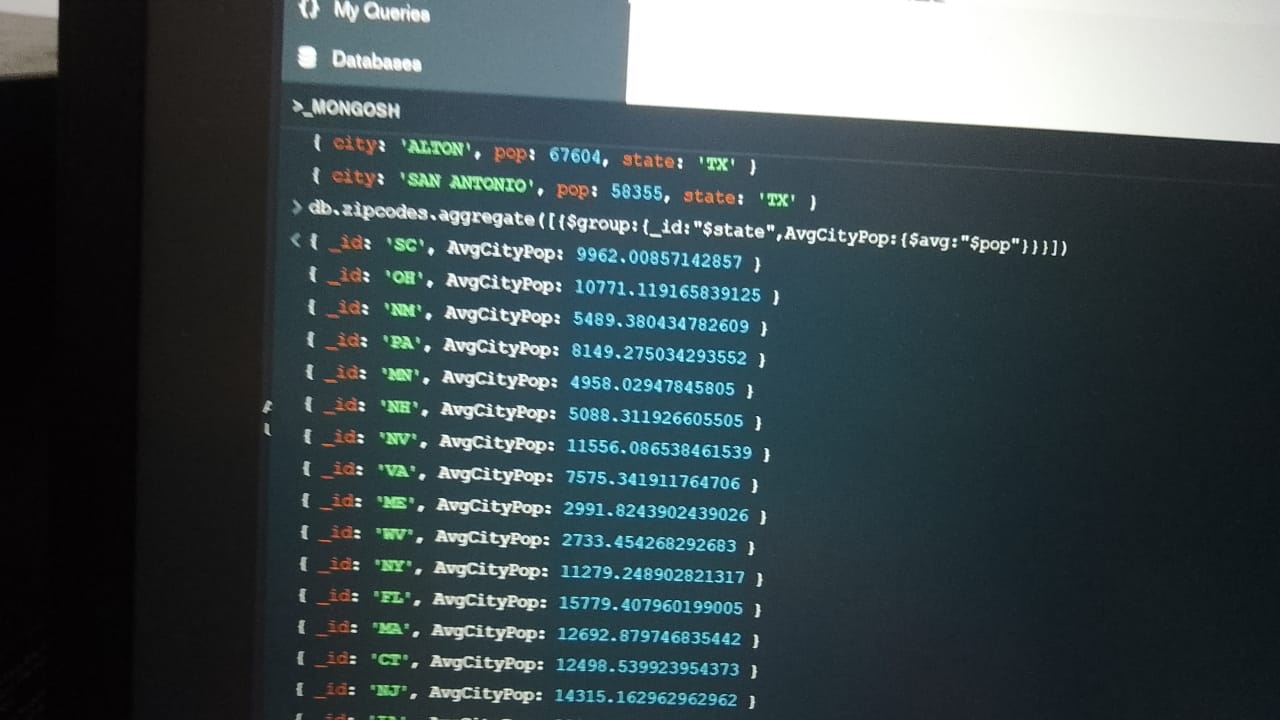 {} My Queries
Databases
>_MONGOSH
{ city: 'ALTON', pop: 67604, state: 'TX' }
{ city: 'SAN ANTONIO', pop: 58355, state: 'TX' }
> db.zipcodes.aggregate([{$group:{_id:"$state",AvgCityPop:{$avg:"$pop"}}}])
< { _id: 'SC', AvgCityPop: 9962.00857142857 }
{ _id: 'OH', AvgCityPop: 10771.119165839125 }
{ _id: 'NM', AvgCityPop: 5489.380434782609 }
{ _id: 'PA', AvgCityPop: 8149.275034293552 }
{ _id: 'MN', AvgCityPop: 4958.02947845805 }
{ _id: 'NH', AvgCityPop: 5088.311926605505 }
{ _id: 'NV', AvgCityPop: 11556.086538461539 }
{ _id: 'VA', AvgCityPop: 7575.341911764706 }
{ _id: 'ME', AvgCityPop: 2991.8243902439026 }
{ _id: 'WV', AvgCityPop: 2733.454268292683 }
{ _id: 'NY', AvgCityPop: 11279.248902821317 }
{ _id: 'FL', AvgCityPop: 15779.407960199005 }
{ _id: 'MA', AvgCityPop: 12692.879746835442 }
{ _id: 'CT', AvgCityPop: 12498.539923954373 }
{ _id: 'NJ', AvgCityPop: 14315.162962962962 }